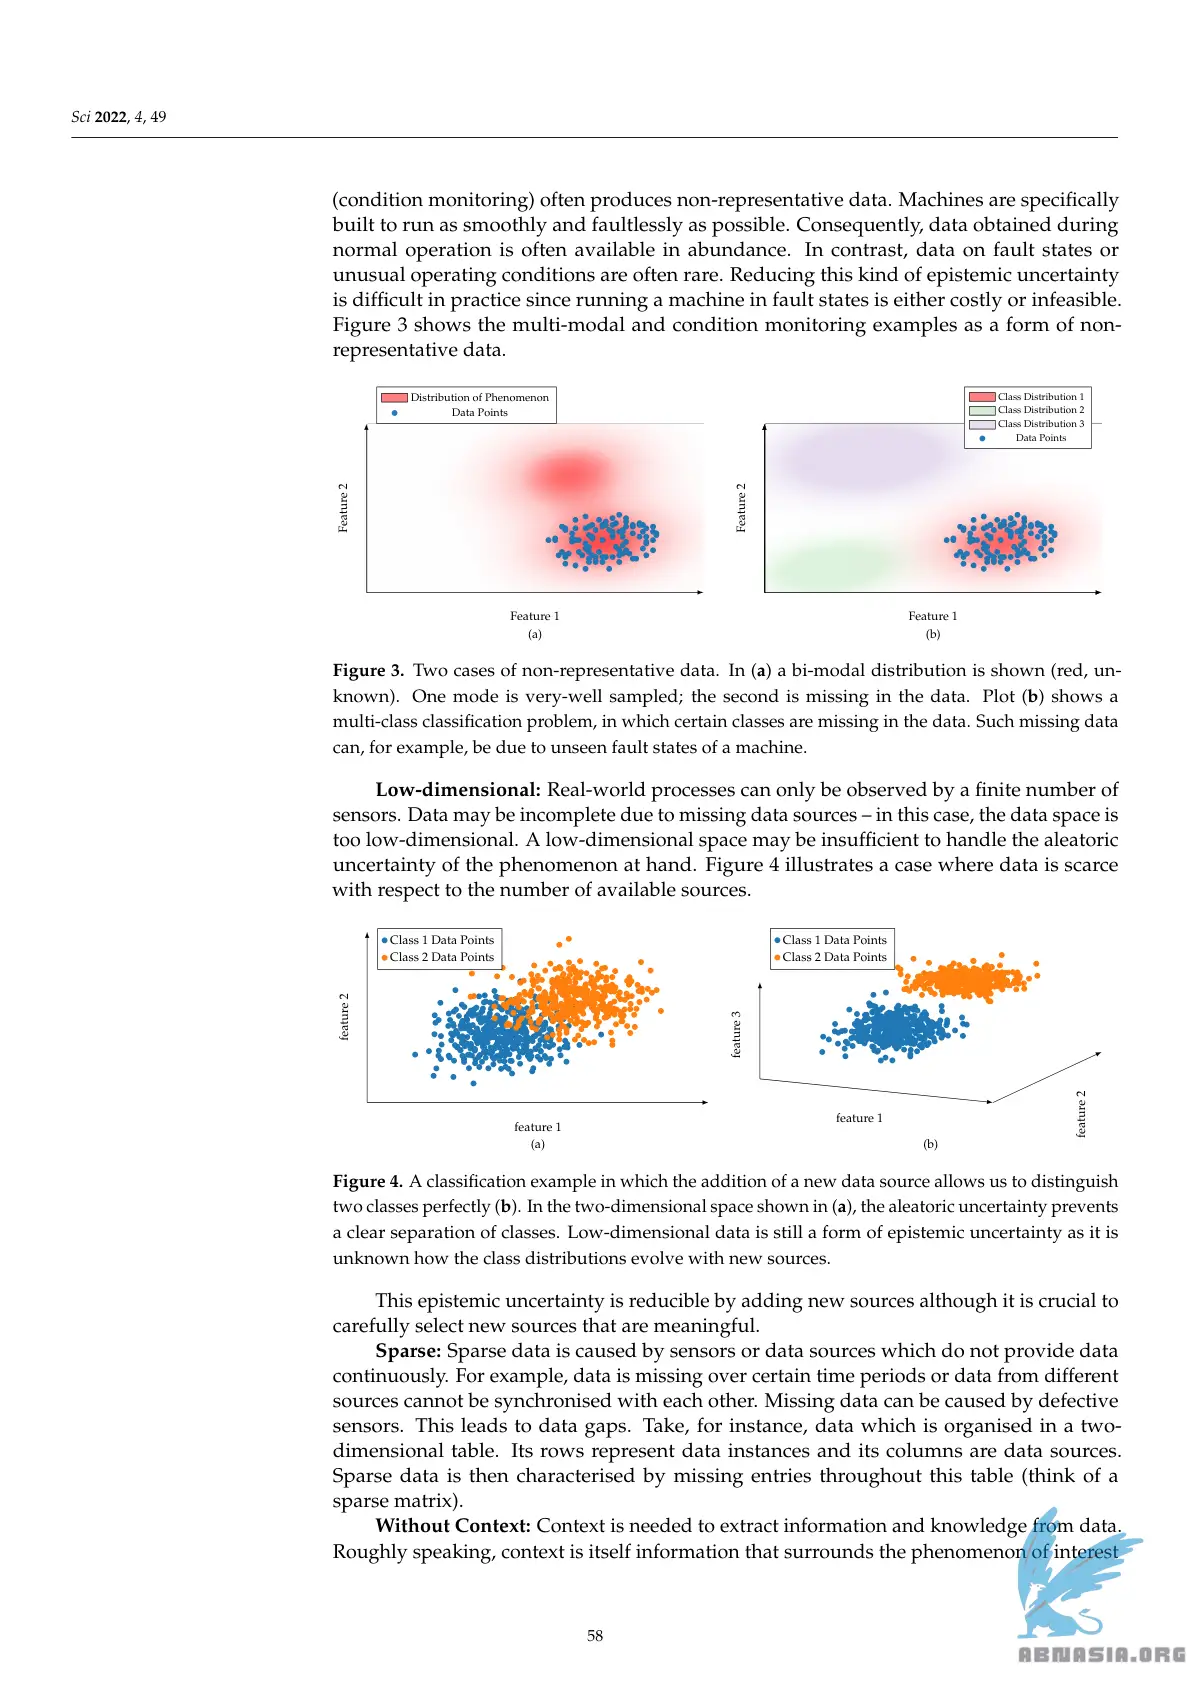 Sci 2022, 4, 49
(condition monitoring) often produces non-representative data. Machines are specifically
built to run as smoothly and faultlessly as possible. Consequently, data obtained during
normal operation is often available in abundance. In contrast, data on fault states or
unusual operating conditions are often rare. Reducing this kind of epistemic uncertainty
is difficult in practice since running a machine in fault states is either costly or infeasible.
Figure 3 shows the multi-modal and condition monitoring examples as a form of non-
representative data.
Distribution of Phenomenon
Data Points
Feature 2
Feature 1
(a)
Class Distribution 1
Class Distribution 2
Class Distribution 3
Data Points
Feature 2
Feature 1
(b)
Figure 3. Two cases of non-representative data. In (a) a bi-modal distribution is shown (red, un-
known). One mode is very-well sampled; the second is missing in the data. Plot (b) shows a
multi-class classification problem, in which certain classes are missing in the data. Such missing data
can, for example, be due to unseen fault states of a machine.
Low-dimensional: Real-world processes can only be observed by a finite number of
sensors. Data may be incomplete due to missing data sources – in this case, the data space is
too low-dimensional. A low-dimensional space may be insufficient to handle the aleatoric
uncertainty of the phenomenon at hand. Figure 4 illustrates a case where data is scarce
with respect to the number of available sources.
Class 1 Data Points
Class 2 Data Points
feature 2
feature 1
(a)
Class 1 Data Points
Class 2 Data Points
feature 3
feature 1
feature 2
(b)
Figure 4. A classification example in which the addition of a new data source allows us to distinguish
two classes perfectly (b). In the two-dimensional space shown in (a), the aleatoric uncertainty prevents
a clear separation of classes. Low-dimensional data is still a form of epistemic uncertainty as it is
unknown how the class distributions evolve with new sources.
This epistemic uncertainty is reducible by adding new sources although it is crucial to
carefully select new sources that are meaningful.
Sparse: Sparse data is caused by sensors or data sources which do not provide data
continuously. For example, data is missing over certain time periods or data from different
sources cannot be synchronised with each other. Missing data can be caused by defective
sensors. This leads to data gaps. Take, for instance, data which is organised in a two-
dimensional table. Its rows represent data instances and its columns are data sources.
Sparse data is then characterised by missing entries throughout this table (think of a
sparse matrix).
Without Context: Context is needed to extract information and knowledge from data.
Roughly speaking, context is itself information that surrounds the phenomenon of interest
58
ABNASIA.ORG